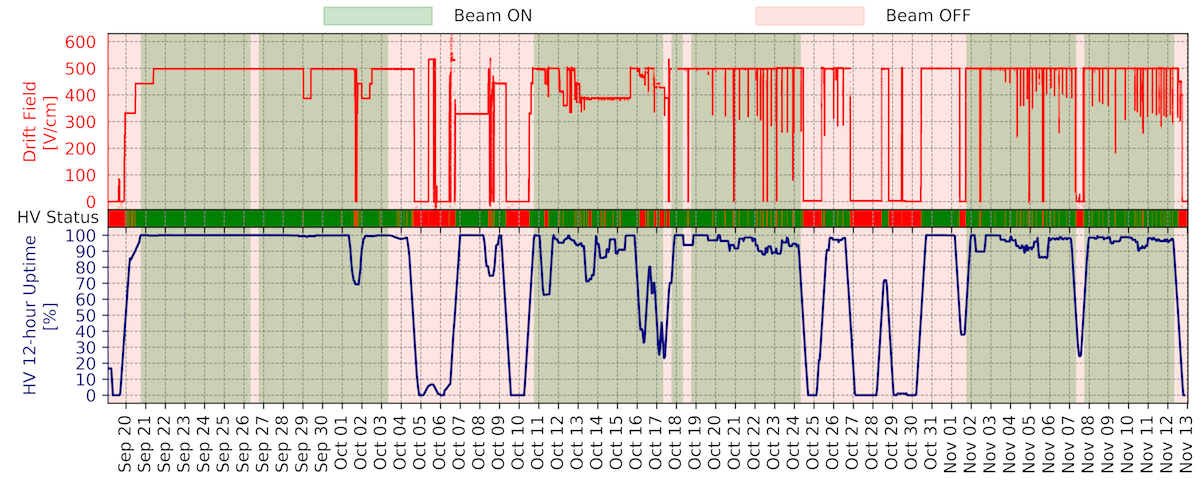 Beam ON
Beam OFF
Drift Field
[V/cm]
600
500
400
300
200
100
0
HV Status
HV 12-hour Uptime
[%]
100
90
80
70
60
50
40
30
20
10
0
Sep 20
Sep 21
Sep 22
Sep 23
Sep 24
Sep 25
Sep 26
Sep 27
Sep 28
Sep 29
Sep 30
Oct 01
Oct 02
Oct 03
Oct 04
Oct 05
Oct 06
Oct 07
Oct 08
Oct 09
Oct 10
Oct 11
Oct 12
Oct 13
Oct 14
Oct 15
Oct 16
Oct 17
Oct 18
Oct 19
Oct 20
Oct 21
Oct 22
Oct 23
Oct 24
Oct 25
Oct 26
Oct 27
Oct 28
Oct 29
Oct 30
Oct 31
Nov 01
Nov 02
Nov 03
Nov 04
Nov 05
Nov 06
Nov 07
Nov 08
Nov 09
Nov 10
Nov 11
Nov 12
Nov 13